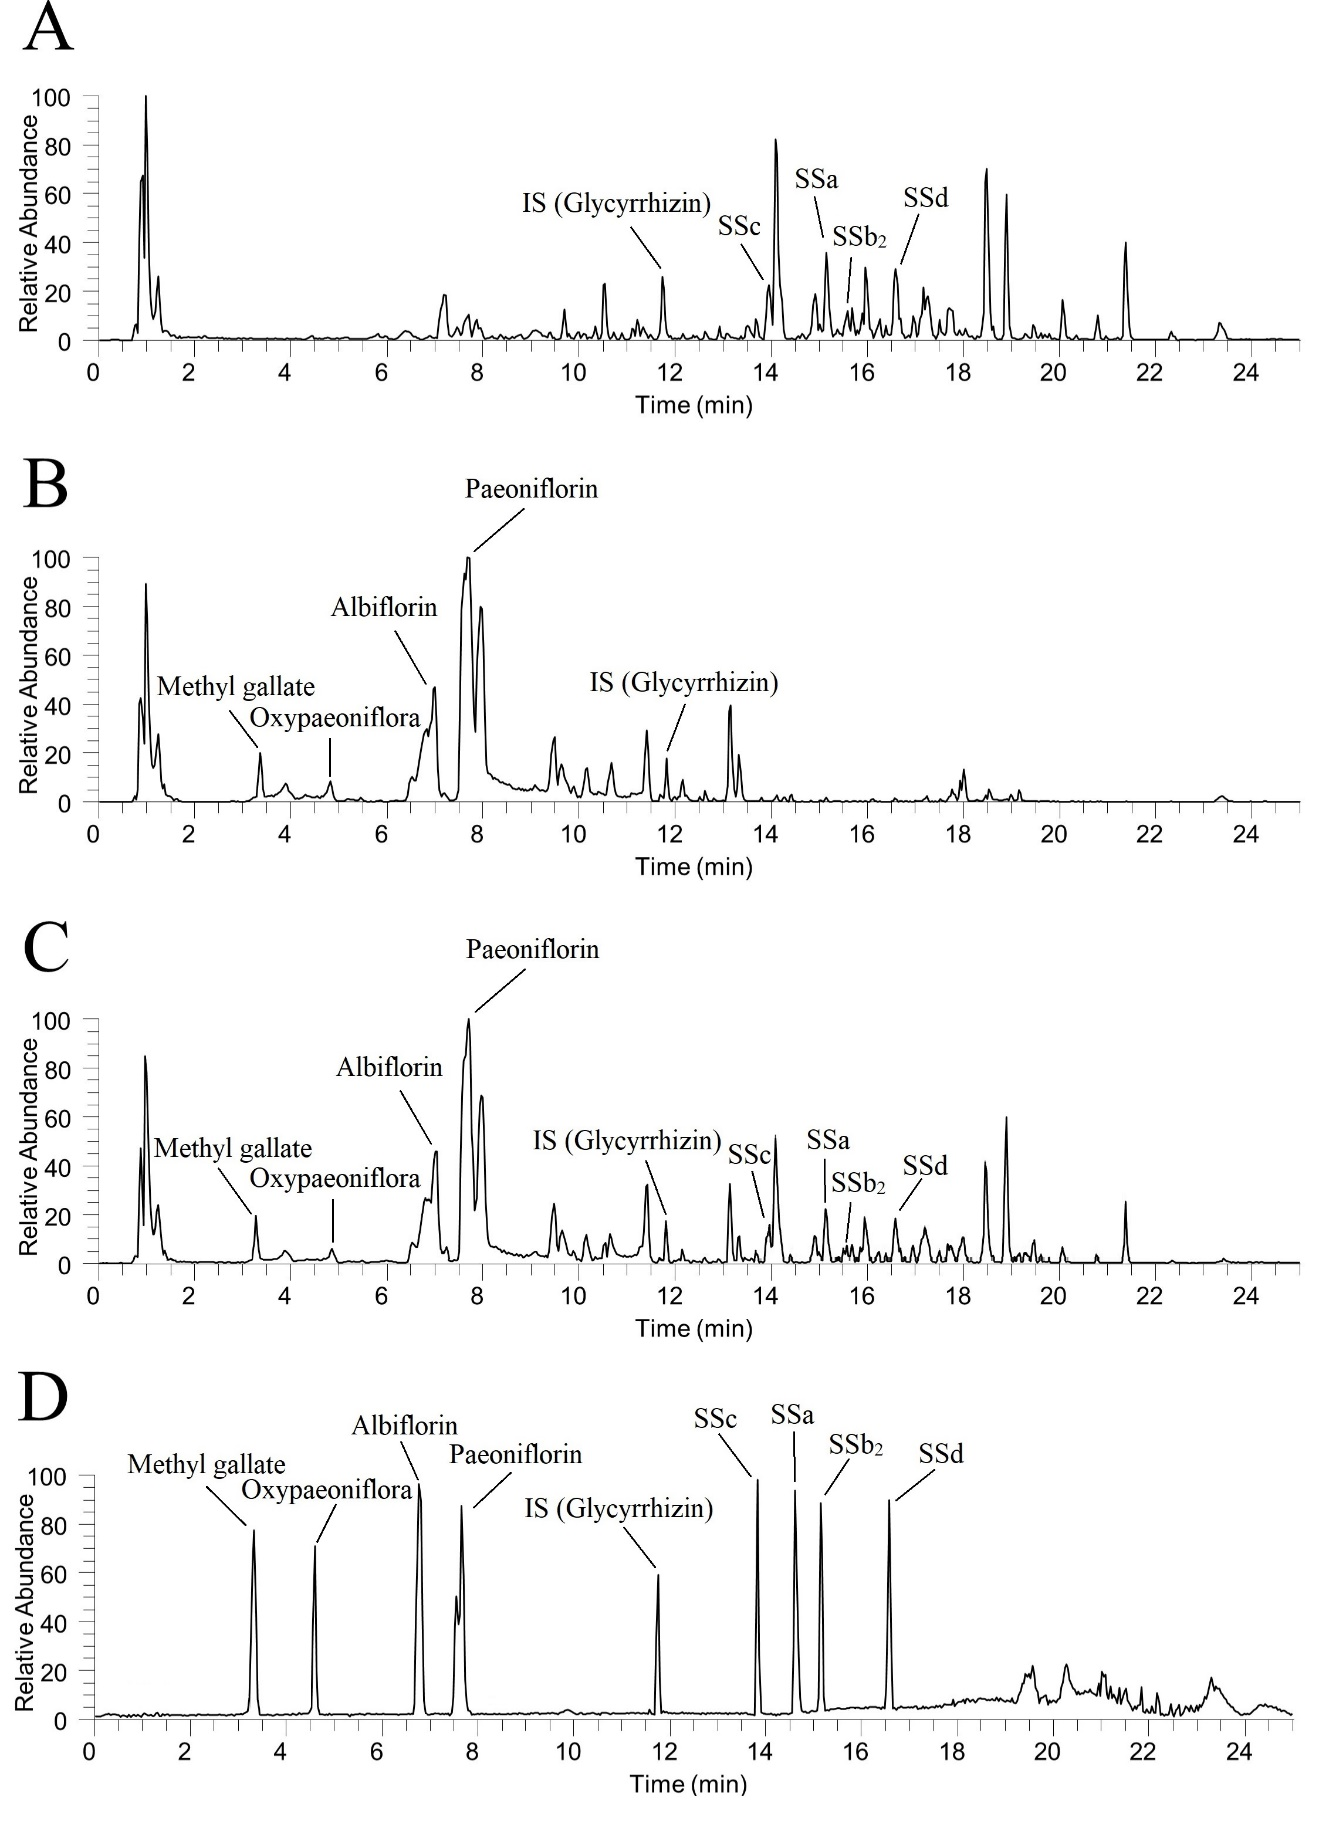 A
Relative Abundance
100
80
60
40
20
0
IS (Glycyrrhizin)
SSc
SSa
SSb₂
SSd
0 2 4 6 8 10 12 14 16 18 20 22 24
Time (min)
B
Relative Abundance
100
80
60
40
20
0
Paeoniflorin
Albiflorin
Methyl gallate
Oxypaeoniflora
IS (Glycyrrhizin)
0 2 4 6 8 10 12 14 16 18 20 22 24
Time (min)
C
Relative Abundance
100
80
60
40
20
0
Paeoniflorin
Albiflorin
Methyl gallate
Oxypaeoniflora
IS (Glycyrrhizin)
SSc
SSa
SSb₂
SSd
0 2 4 6 8 10 12 14 16 18 20 22 24
Time (min)
D
Relative Abundance
100
80
60
40
20
0
Methyl gallate
Oxypaeoniflora
Albiflorin
Paeoniflorin
IS (Glycyrrhizin)
SSc
SSa
SSb₂
SSd
0 2 4 6 8 10 12 14 16 18 20 22 24
Time (min)